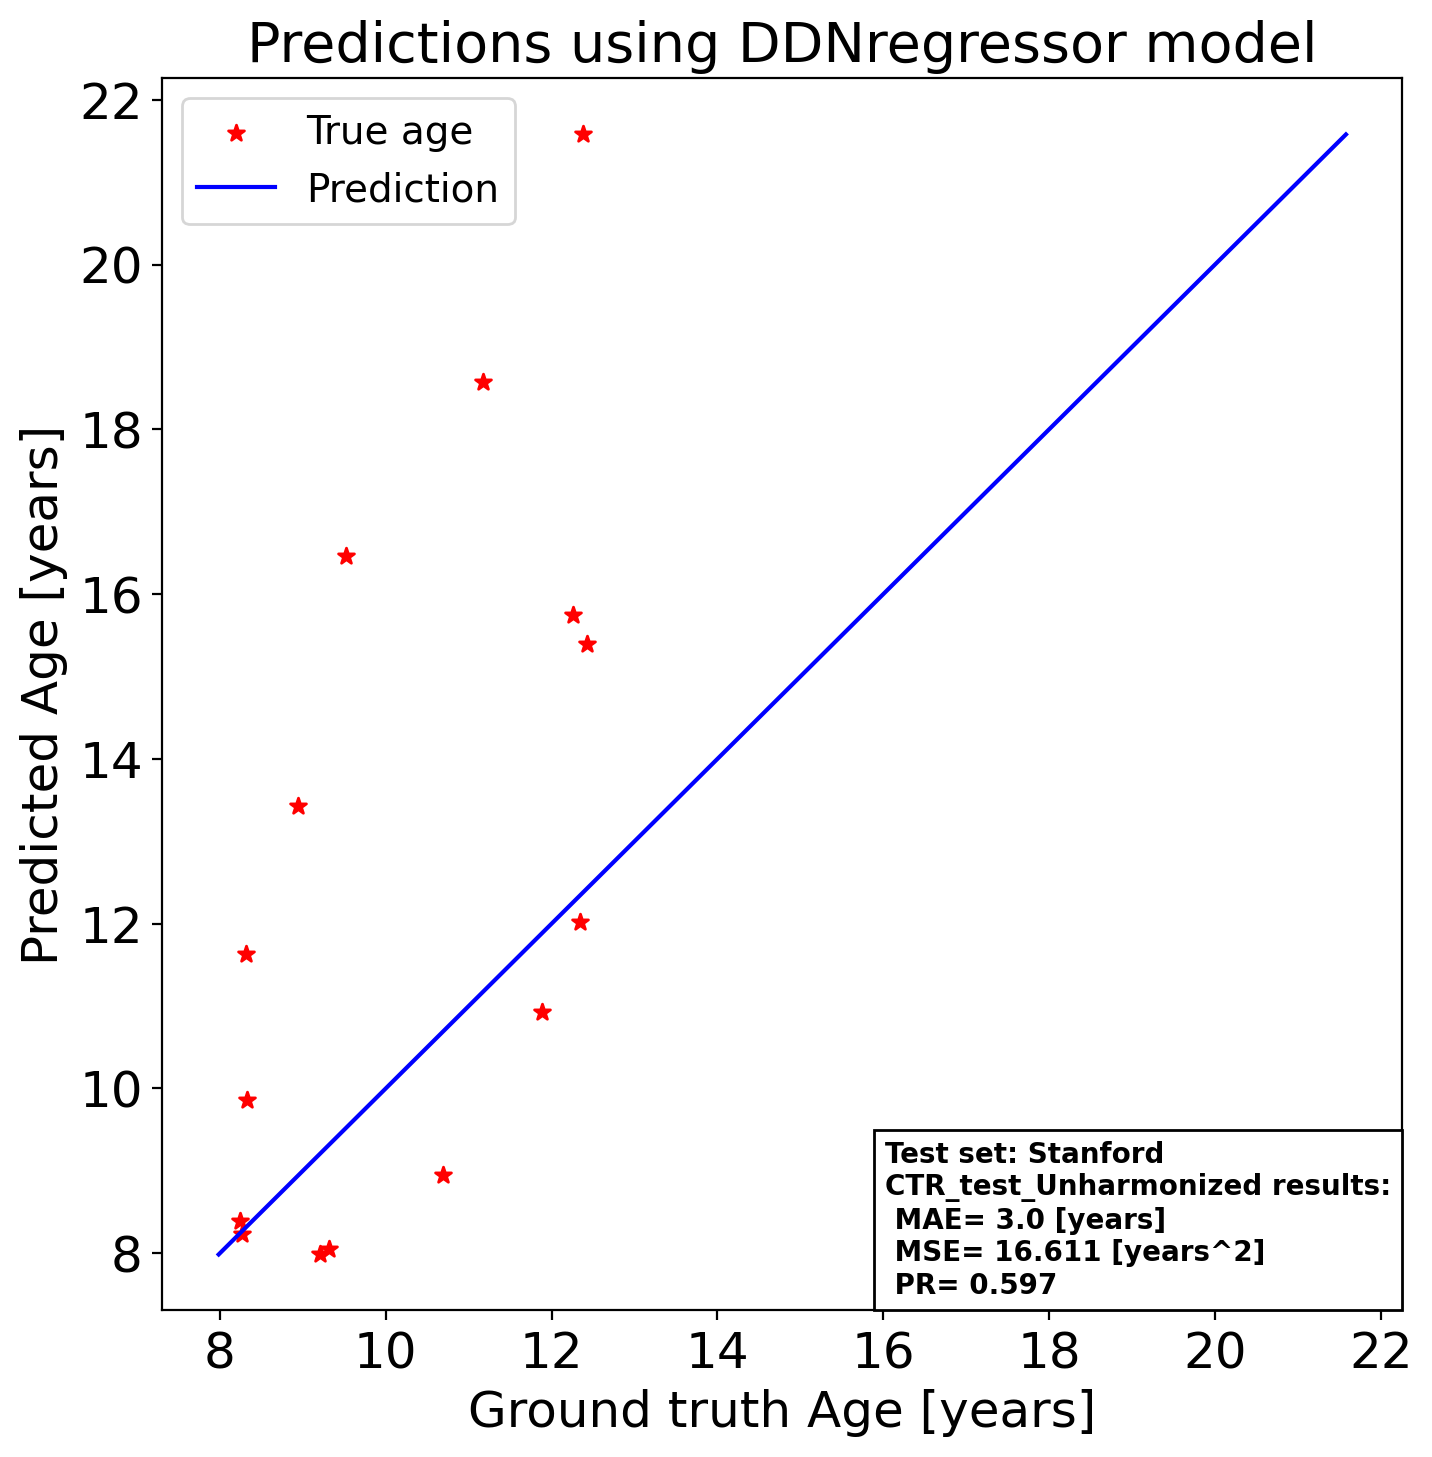 Predictions using DDNregressor model
22
20
18
16
14
12
10
8
Predicted Age [years]
True age
Prediction
Test set: Stanford
CTR_test_Unharmonized results:
MAE= 3.0 [years]
MSE= 16.611 [years^2]
PR= 0.597
8 10 12 14 16 18 20 22
Ground truth Age [years]